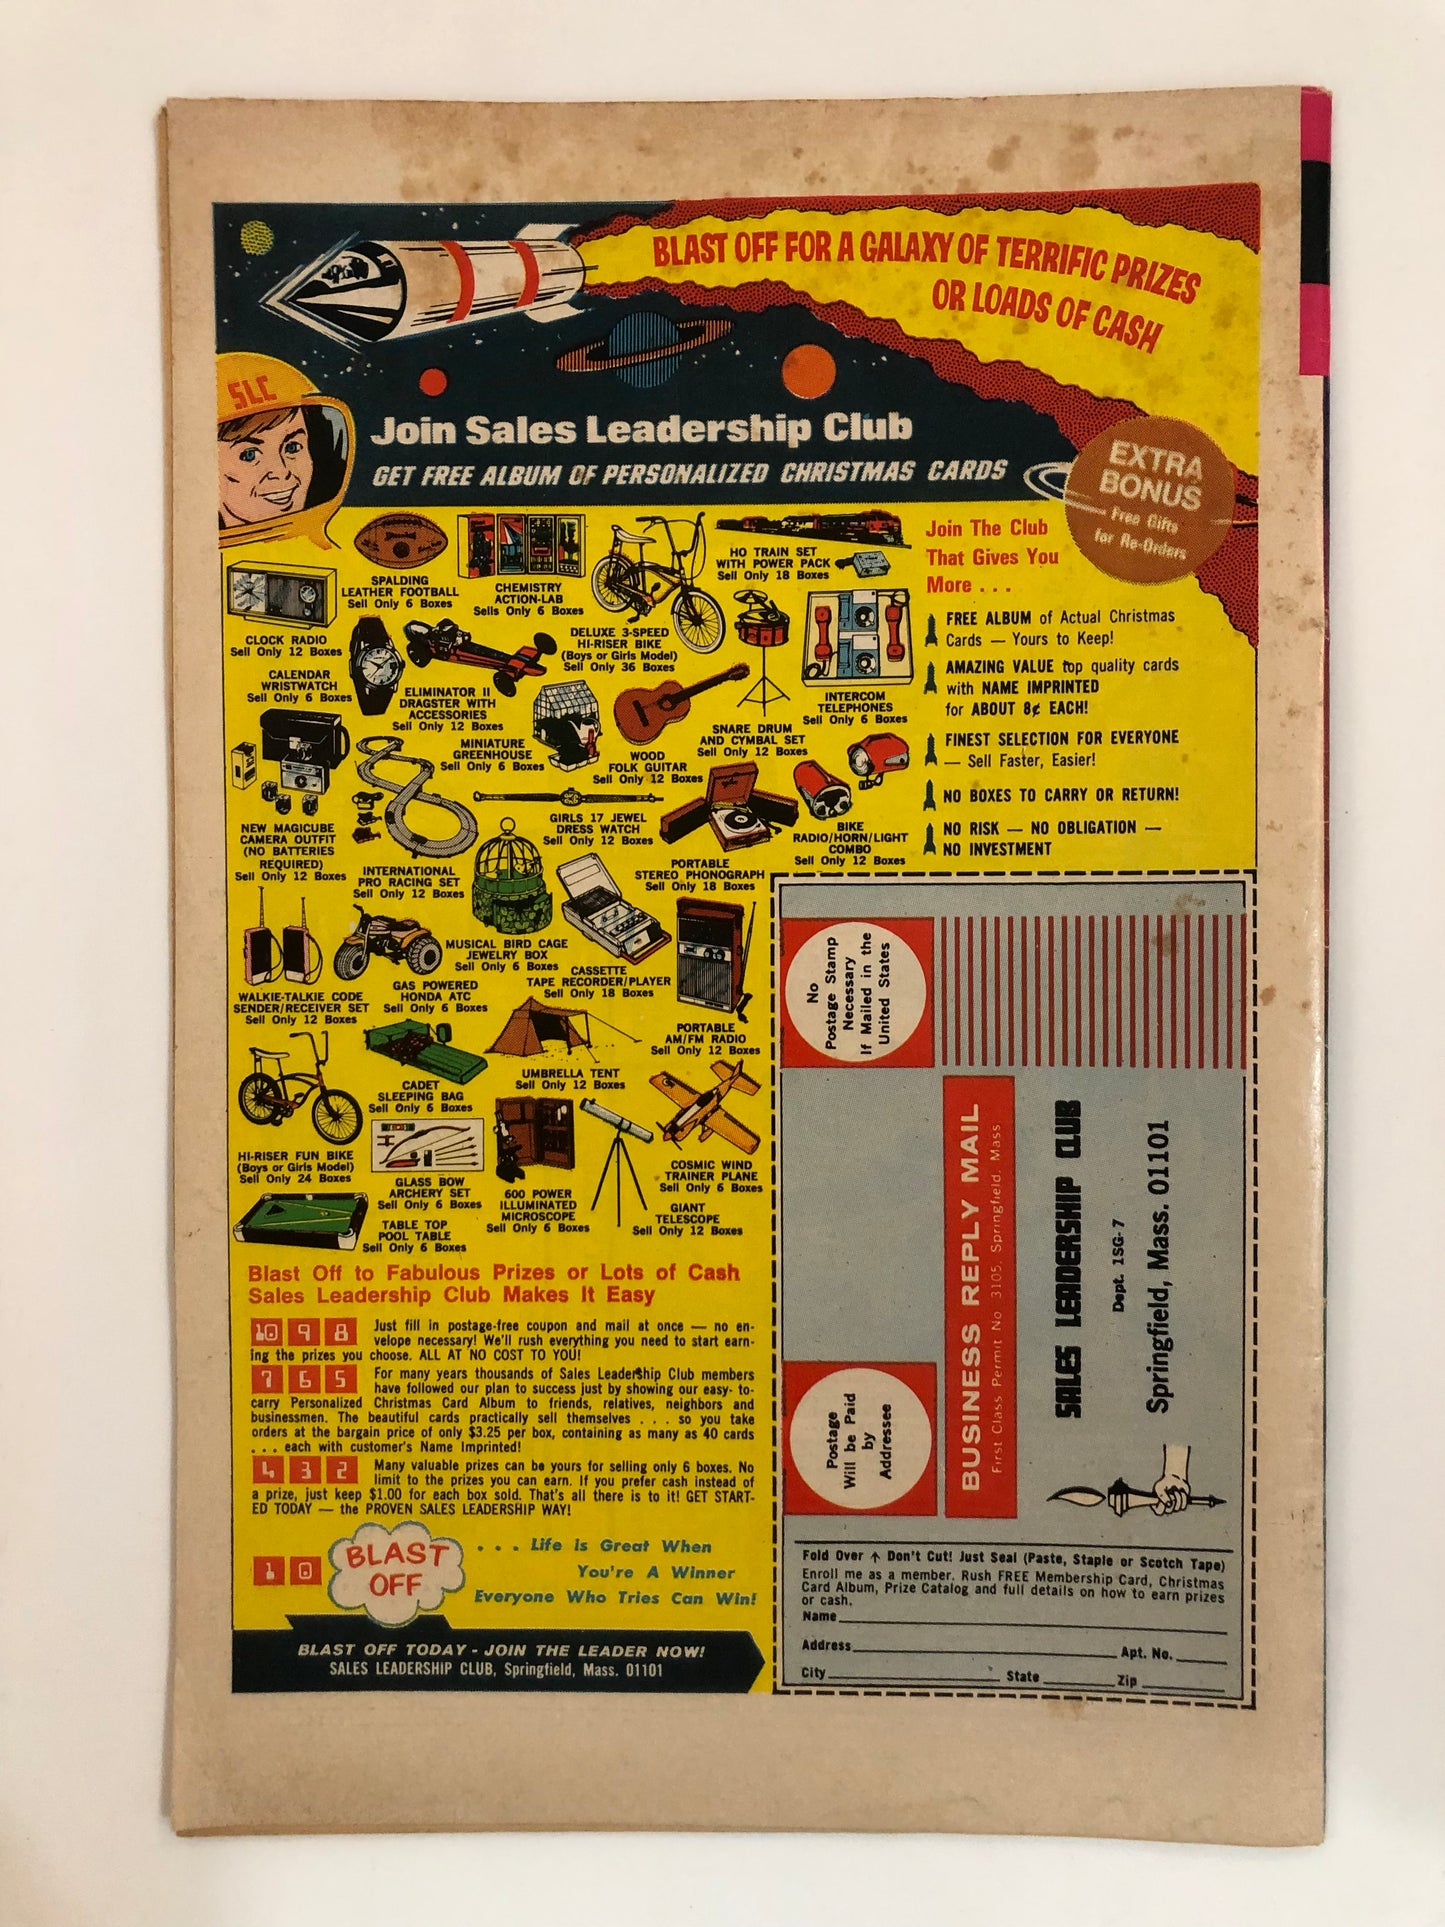 BLAST OFF FOR A GALAXY OF TERRIFIC PRIZES
OR LOADS OF CASH
SLC
Join Sales Leadership Club
GET FREE ALBUM OF PERSONALIZED CHRISTMAS CARDS
EXTRA
BONUS
Free Gifts
for Re-Orders
SPALDING
LEATHER FOOTBALL
Sell Only 6 Boxes
CHEMISTRY
ACTION-LAB
Sells Only 6 Boxes
HO TRAIN SET
WITH POWER PACK
Sell Only 18 Boxes
CLOCK RADIO
Sell Only 12 Boxes
DELUXE 3-SPEED
HI-RISER BIKE
(Boys or Girls Model)
Sell Only 36 Boxes
CALENDAR
WRISTWATCH
Sell Only 6 Boxes
ELIMINATOR II
DRAGSTER WITH
ACCESSORIES
Sell Only 12 Boxes
INTERCOM
TELEPHONES
Sell Only 6 Boxes
SNARE DRUM
AND CYMBAL SET
Sell Only 12 Boxes
MINIATURE
GREENHOUSE
Sell Only 6 Boxes
WOOD
FOLK GUITAR
Sell Only 12 Boxes
NEW MAGICUBE
CAMERA OUTFIT
(NO BATTERIES
REQUIRED)
Sell Only 12 Boxes
GIRLS 17 JEWEL
DRESS WATCH
Sell Only 12 Boxes
BIKE
RADIO/HORN/LIGHT
COMBO
Sell Only 12 Boxes
INTERNATIONAL
PRO RACING SET
Sell Only 12 Boxes
PORTABLE
STEREO PHONOGRAPH
Sell Only 18 Boxes
MUSICAL BIRD CAGE
JEWELRY BOX
Sell Only 6 Boxes
CASSETTE
TAPE RECORDER/PLAYER
Sell Only 18 Boxes
WALKIE-TALKIE CODE
SENDER/RECEIVER SET
Sell Only 12 Boxes
GAS POWERED
HONDA ATC
Sell Only 6 Boxes
PORTABLE
AM/FM RADIO
Sell Only 12 Boxes
CADET
SLEEPING BAG
Sell Only 6 Boxes
UMBRELLA TENT
Sell Only 12 Boxes
HI-RISER FUN BIKE
(Boys or Girls Model)
Sell Only 24 Boxes
GLASS BOW
ARCHERY SET
Sell Only 6 Boxes
600 POWER
ILLUMINATED
MICROSCOPE
Sell Only 6 Boxes
COSMIC WIND
TRAINER PLANE
Sell Only 6 Boxes
GIANT
TELESCOPE
Sell Only 12 Boxes
TABLE TOP
POOL TABLE
Sell Only 6 Boxes
Join The Club
That Gives You
More . . .
FREE ALBUM of Actual Christmas
Cards — Yours to Keep!
AMAZING VALUE top quality cards
with NAME IMPRINTED
for ABOUT 8¢ EACH!
FINEST SELECTION FOR EVERYONE
— Sell Faster, Easier!
NO BOXES TO CARRY OR RETURN!
NO RISK — NO OBLIGATION —
NO INVESTMENT
Blast Off to Fabulous Prizes or Lots of Cash
Sales Leadership Club Makes It Easy
10 9 8 Just fill in postage-free coupon and mail at once — no en-
velope necessary! We'll rush everything you need to start earn-
ing the prizes you choose. ALL AT NO COST TO YOU!
7 6 5 For many years thousands of Sales Leadership Club members
have followed our plan to success just by showing our easy- to-
carry Personalized Christmas Card Album to friends, relatives, neighbors and
businessmen. The beautiful cards practically sell themselves . . . so you take
orders at the bargain price of only $3.25 per box, containing as many as 40 cards
. . . each with customer's Name Imprinted!
4 3 2 Many valuable prizes can be yours for selling only 6 boxes. No
limit to the prizes you can earn. If you prefer cash instead of
a prize, just keep $1.00 for each box sold. That's all there is to it! GET START-
ED TODAY — the PROVEN SALES LEADERSHIP WAY!
1 0 BLAST
OFF
. . . Life is Great When
You're A Winner
Everyone Who Tries Can Win!
BLAST OFF TODAY - JOIN THE LEADER NOW!
SALES LEADERSHIP CLUB, Springfield, Mass. 01101
No
Postage Stamp
Necessary
If Mailed in the
United States
Postage
Will be Paid
by
Addressee
BUSINESS REPLY MAIL
First Class Permit No 3105, Springfield, Mass
SALES LEADERSHIP CLUB
Dept. 1SG-7
Springfield, Mass. 01101
Fold Over ↑ Don't Cut! Just Seal (Paste, Staple or Scotch Tape)
Enroll me as a member. Rush FREE Membership Card, Christmas
Card Album, Prize Catalog and full details on how to earn prizes
or cash.
Name
Address Apt. No.
City State Zip